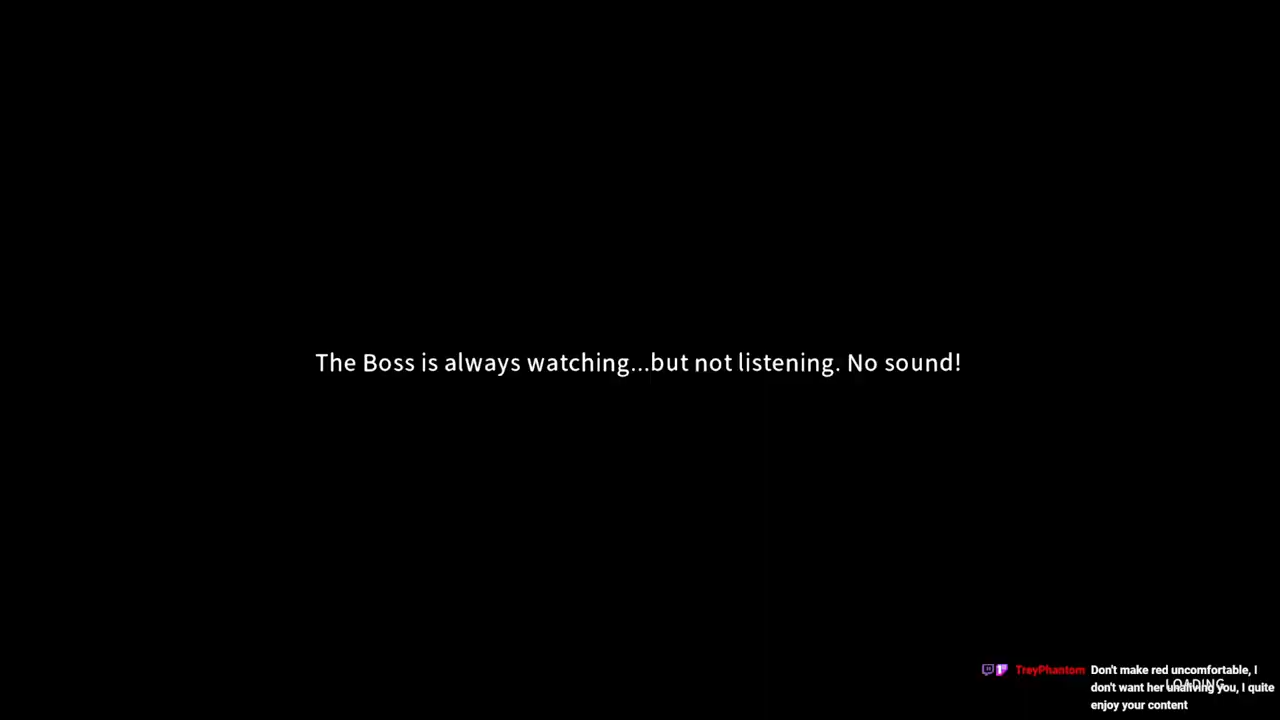 The Boss is always watching...but not listening. No sound!
TreyPhantom Don't make red uncomfortable, I
don't want her unaliving you, I quite
LOADING
enjoy your content